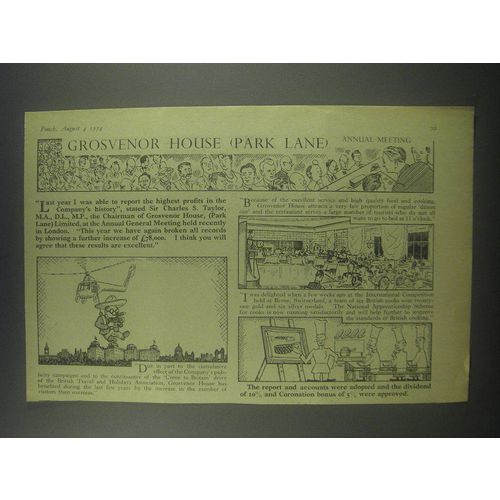 Punch, August 4 1954
GROSVENOR HOUSE (PARK LANE) ANNUAL MEETING
"Last year I was able to report the highest profits in the
Company's history", stated Sir Charles S. Taylor,
M.A., D.L., M.P., the Chairman of Grosvenor House, (Park
Lane) Limited, at the Annual General Meeting held recently
in London. "This year we have again broken all records
by showing a further increase of £78,000. I think you will
agree that these results are excellent."
Due in part to the cumulative
effect of the Company's pub-
licity campaigns and to the continuance of the 'Come to Britain' drive
of the British Travel and Holidays Association, Grosvenor House has
benefited during the last few years by the increase in the number of
visitors from overseas."
"Because of the excellent service and high quality food and cooking,
Grosvenor House attracts a very fair proportion of regular 'diners
out' and the restaurant serves a large number of tourists who do not all
want to go to bed at 11 o'clock."
"I was delighted when a few weeks ago at the International Competition
held at Berne, Switzerland, a team of six British cooks won twenty-
one gold and six silver medals. The National Apprenticeship Scheme
for cooks is now running satisfactorily and will help further to improve
the standards of British cooking."
The report and accounts were adopted and the dividend
of 10%, and Coronation bonus of 5%, were approved.